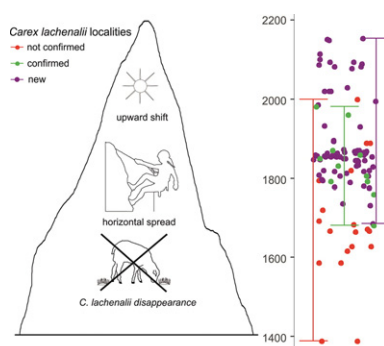 Carex lachenalii localities
not confirmed
confirmed
new
upward shift
horizontal spread
C. lachenalii disappearance
2200
2000
1800
1600
1400